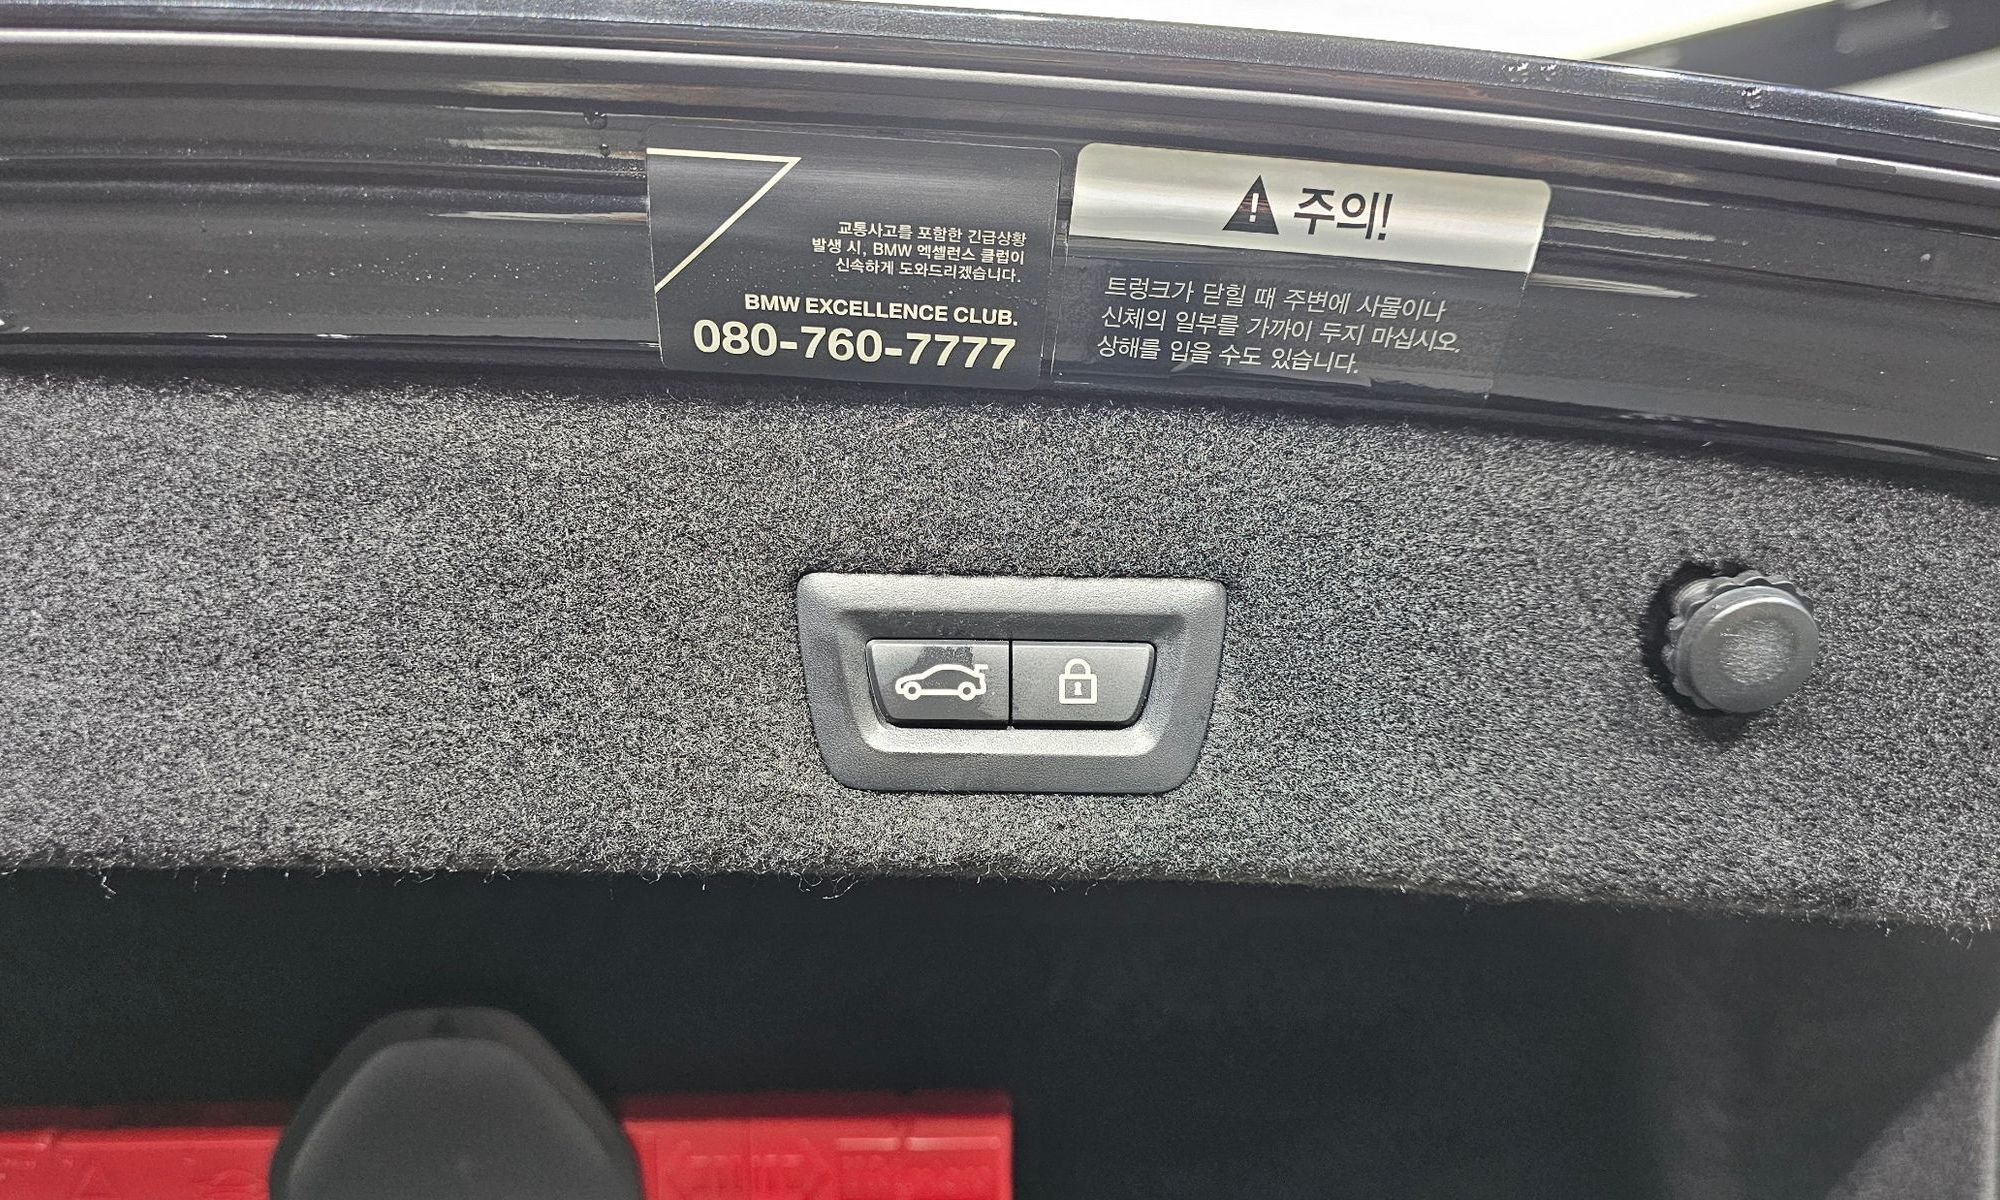 교통사고를 포함한 긴급상황
발생 시, BMW 엑셀런스 클럽이
신속하게 도와드리겠습니다.
BMW EXCELLENCE CLUB.
080-760-7777
주의!
트렁크가 닫힐 때 주변에 사물이나
신체의 일부를 가까이 두지 마십시오.
상해를 입을 수도 있습니다.